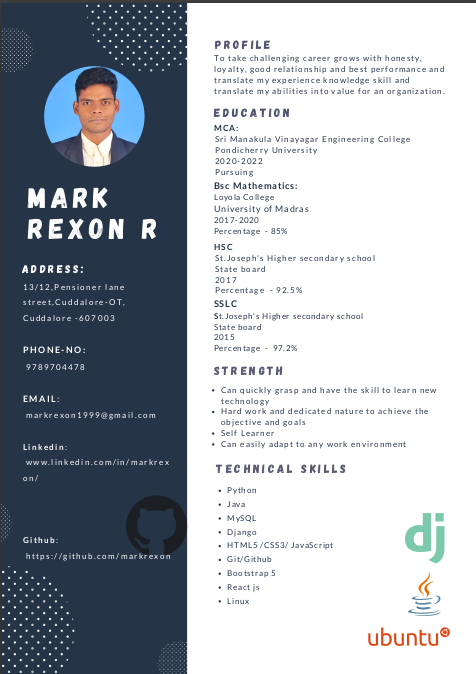 MARK
REXON R
ADDRESS:
13/12,Pensioner lane
street,Cuddalore-OT,
Cuddalore -607003
PHONE-NO:
9789704478
EMAIL:
markrexon1999@gmail.com
Linkedin:
www.linkedin.com/in/markrex
on/
Github:
https://github.com/markrexon
PROFILE
To take challenging career grows with honesty,
loyalty, good relationship and best performance and
translate my experience knowledge skill and
translate my abilities into value for an organization.
EDUCATION
MCA:
Sri Manakula Vinayagar Engineering College
Pondicherry University
2020-2022
Pursuing
Bsc Mathematics:
Loyola College
University of Madras
2017-2020
Percentage - 85%
HSC
St.Joseph's Higher secondary school
State board
2017
Percentage - 92.5%
SSLC
St.Joseph's Higher secondary school
State board
2015
Percentage - 97.2%
STRENGTH
• Can quickly grasp and have the skill to learn new
technology
• Hard work and dedicated nature to achieve the
objective and goals
• Self Learner
• Can easily adapt to any work environment
TECHNICAL SKILLS
• Python
• Java
• MySQL
• Django
• HTML5 /CSS3/ JavaScript
• Git/Github
• Bootstrap 5
• React js
• Linux
dj
ubuntu